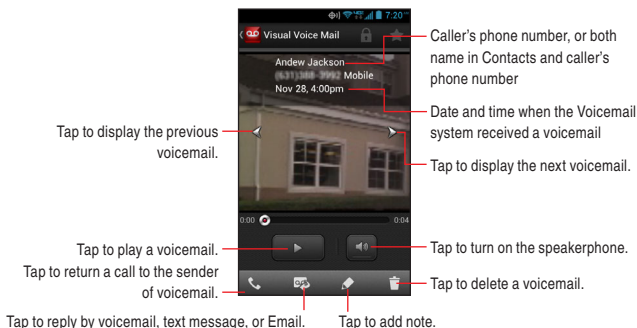 7:20
Visual Voice Mail
Andew Jackson
Mobile
Nov 28, 4:00pm
0:00
0:04
Caller's phone number, or both
name in Contacts and caller's
phone number
Date and time when the Voicemail
system received a voicemail
Tap to display the previous
voicemail.
Tap to display the next voicemail.
Tap to play a voicemail.
Tap to turn on the speakerphone.
Tap to return a call to the sender
of voicemail.
Tap to delete a voicemail.
Tap to reply by voicemail, text message, or Email.
Tap to add note.